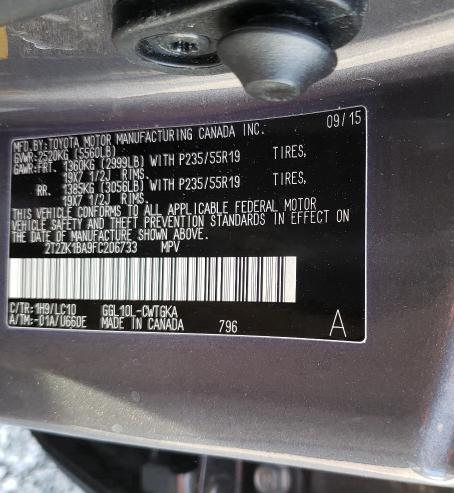 09/15
MFD.BY:TOYOTA MOTOR MANUFACTURING CANADA INC.
GVWR:2520KG (5560LB)
GAWR:FRT. 1360KG (2999LB) WITH P235/55R19 TIRES,
19X7 1/2J RIMS.
RR. 1385KG (3056LB) WITH P235/55R19 TIRES,
19X7 1/2J RIMS.
THIS VEHICLE CONFORMS TO ALL APPLICABLE FEDERAL MOTOR
VEHICLE SAFETY AND THEFT PREVENTION STANDARDS IN EFFECT ON
THE DATE OF MANUFACTURE SHOWN ABOVE.
2T2ZK1BA9FC206733 MPV
C/TR:1H9/LC10 GGL10L-CWTGKA
A/TM:-01A/U660E MADE IN CANADA 796 A